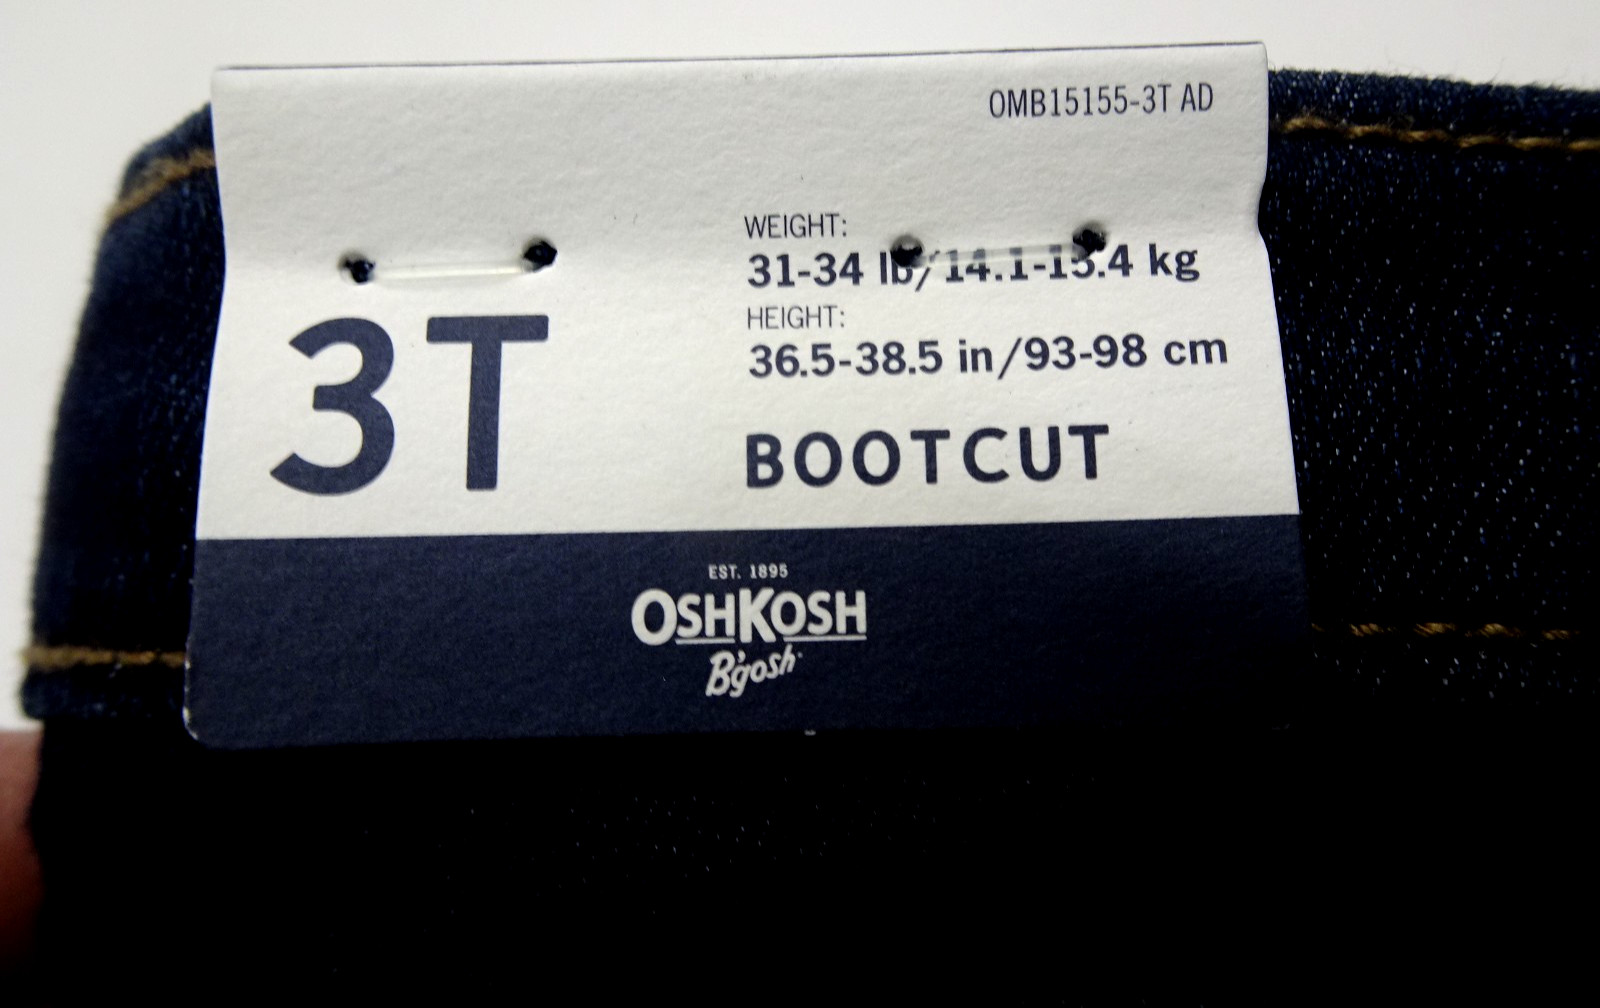 OMB15155-3T AD
WEIGHT:
31-34 lb/14.1-15.4 kg
HEIGHT:
36.5-38.5 in/93-98 cm
3T
BOOTCUT
EST. 1895
OSHKOSH
B'gosh